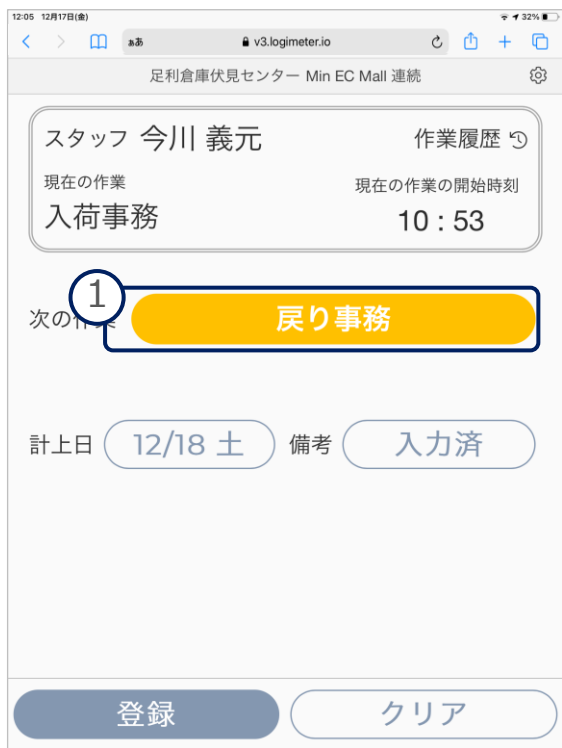 12:05 12月17日(金) 32%
ぁあ v3.logimeter.io
足利倉庫伏見センター Min EC Mall 連続
スタッフ 今川 義元 作業履歴
現在の作業 現在の作業の開始時刻
入荷事務 10：53
1
次の作業 戻り事務
計上日 12/18 土 備考 入力済
登録 クリア